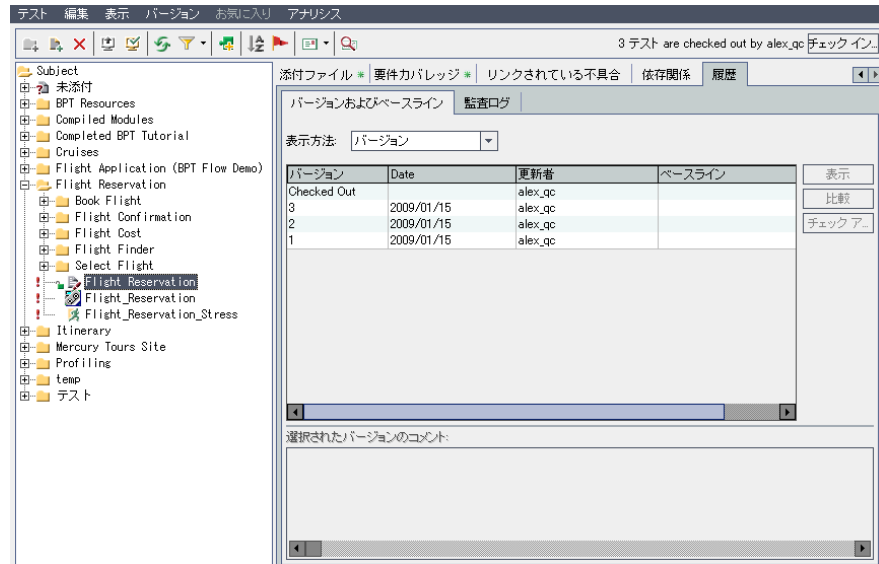 テスト 編集 表示 バージョン お気に入り アナリシス
3 テスト are checked out by alex_qc チェック イン...
Subject
未添付
BPT Resources
Compiled Modules
Completed BPT Tutorial
Cruises
Flight Application (BPT Flow Demo)
Flight Reservation
Book Flight
Flight Confirmation
Flight Cost
Flight Finder
Select Flight
Flight Reservation
Flight_Reservation
Flight_Reservation_Stress
Itinerary
Mercury Tours Site
Profiling
temp
テスト
添付ファイル * 要件カバレッジ * リンクされている不具合 依存関係 履歴
バージョンおよびベースライン 監査ログ
表示方法: バージョン
バージョン Date 更新者 ベースライン
Checked Out alex_qc
3 2009/01/15 alex_qc
2 2009/01/15 alex_qc
1 2009/01/15 alex_qc
表示
比較
チェック ア...
選択されたバージョンのコメント: